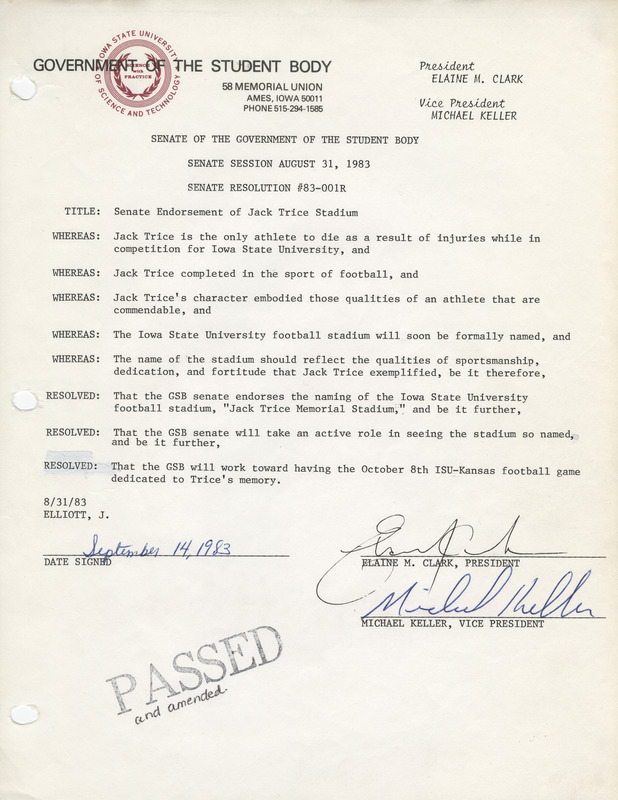 IOWA STATE UNIVERSITY
OF SCIENCE AND TECHNOLOGY
SCIENCE
WITH
PRACTICE
GOVERNMENT OF THE STUDENT BODY
58 MEMORIAL UNION
AMES, IOWA 50011
PHONE 515-294-1585
President
ELAINE M. CLARK
Vice President
MICHAEL KELLER
SENATE OF THE GOVERNMENT OF THE STUDENT BODY
SENATE SESSION AUGUST 31, 1983
SENATE RESOLUTION #83-001R
TITLE: Senate Endorsement of Jack Trice Stadium
WHEREAS: Jack Trice is the only athlete to die as a result of injuries while in
competition for Iowa State University, and
WHEREAS: Jack Trice completed in the sport of football, and
WHEREAS: Jack Trice's character embodied those qualities of an athlete that are
commendable, and
WHEREAS: The Iowa State University football stadium will soon be formally named, and
WHEREAS: The name of the stadium should reflect the qualities of sportsmanship,
dedication, and fortitude that Jack Trice exemplified, be it therefore,
RESOLVED: That the GSB senate endorses the naming of the Iowa State University
football stadium, "Jack Trice Memorial Stadium," and be it further,
RESOLVED: That the GSB senate will take an active role in seeing the stadium so named,
and be it further,
RESOLVED: That the GSB will work toward having the October 8th ISU-Kansas football game
dedicated to Trice's memory.
8/31/83
ELLIOTT, J.
September 14, 1983
DATE SIGNED
ELAINE M. CLARK, PRESIDENT
Michael Keller
MICHAEL KELLER, VICE PRESIDENT
PASSED
and amended.